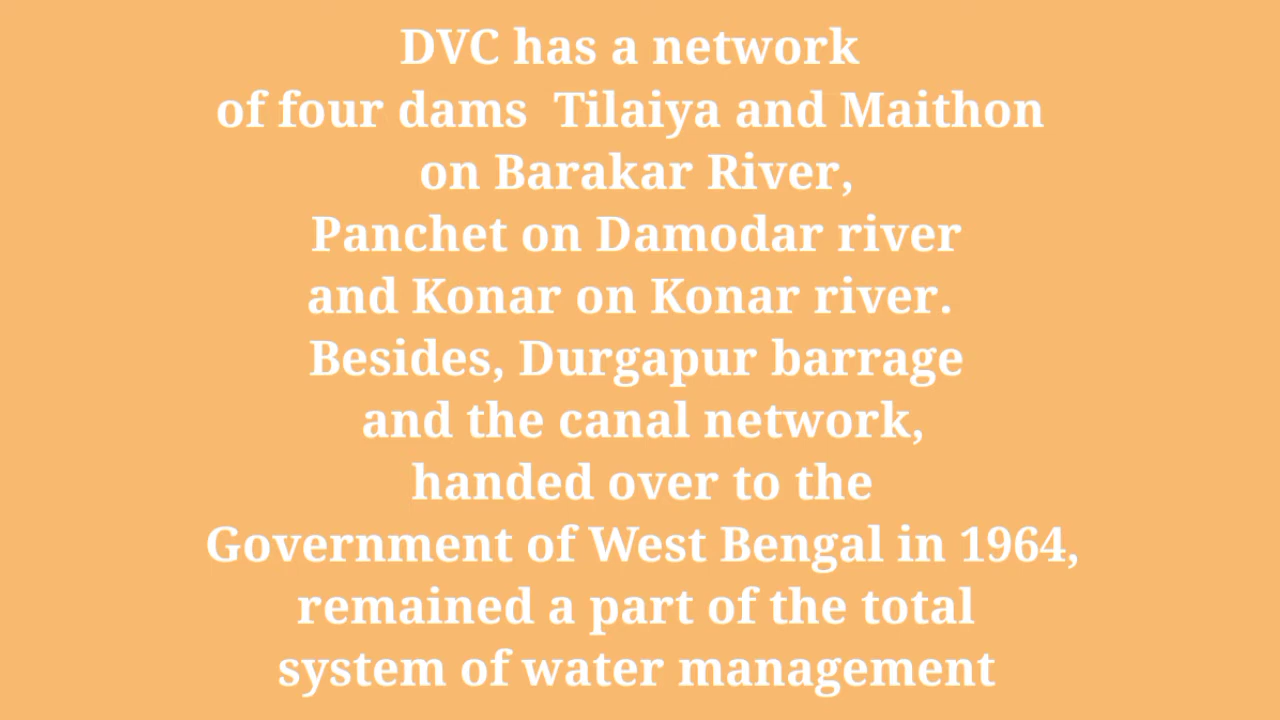 DVC has a network
of four dams  Tilaiya and Maithon
on Barakar River,
Panchet on Damodar river
and Konar on Konar river.
Besides, Durgapur barrage
and the canal network,
handed over to the
Government of West Bengal in 1964,
remained a part of the total
system of water management